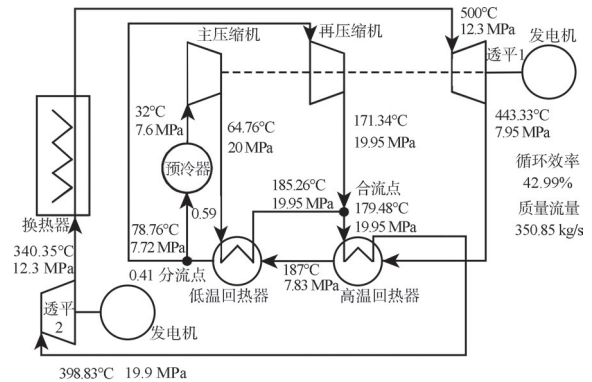 主压缩机
再压缩机
500℃
12.3 MPa
发电机
透平1
32℃
7.6 MPa
64.76℃
20 MPa
171.34℃
19.95 MPa
443.33℃
7.95 MPa
预冷器
循环效率
42.99%
质量流量
350.85 kg/s
185.26℃
19.95 MPa
合流点
179.48℃
19.95 MPa
换热器
0.59
78.76℃
7.72 MPa
340.35℃
12.3 MPa
0.41 分流点
187℃
7.83 MPa
低温回热器
高温回热器
透平
2
发电机
398.83℃ 19.9 MPa